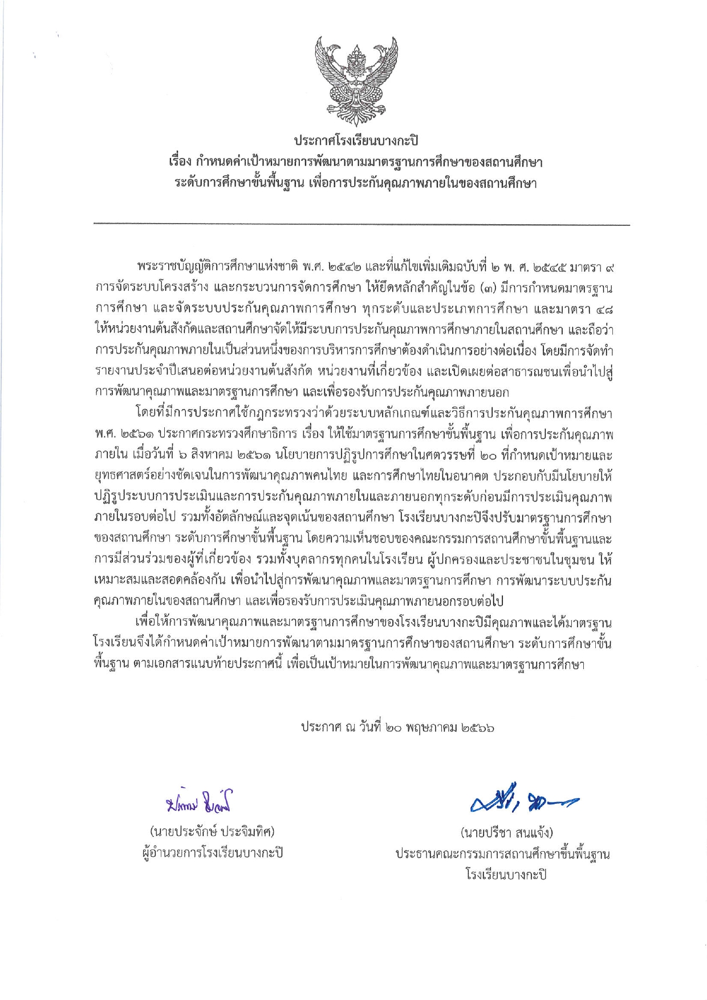 ประกาศโรงเรียนบางกะปิ
เรื่อง กำหนดค่าเป้าหมายการพัฒนาตามมาตรฐานการศึกษาของสถานศึกษา
ระดับการศึกษาขั้นพื้นฐาน เพื่อการประกันคุณภาพภายในของสถานศึกษา
พระราชบัญญัติการศึกษาแห่งชาติ พ.ศ. ๒๕๔๒ และที่แก้ไขเพิ่มเติมฉบับที่ ๒ พ. ศ. ๒๕๔๕ มาตรา ๙
การจัดระบบโครงสร้าง และกระบวนการจัดการศึกษา ให้ยึดหลักสำคัญในข้อ (๓) มีการกำหนดมาตรฐาน
การศึกษา และจัดระบบประกันคุณภาพการศึกษา ทุกระดับและประเภทการศึกษา และมาตรา ๔๘
ให้หน่วยงานต้นสังกัดและสถานศึกษาจัดให้มีระบบการประกันคุณภาพการศึกษาภายในสถานศึกษา และถือว่า
การประกันคุณภาพภายในเป็นส่วนหนึ่งของการบริหารการศึกษาต้องดำเนินการอย่างต่อเนื่อง โดยมีการจัดทำ
รายงานประจำปีเสนอต่อหน่วยงานต้นสังกัด หน่วยงานที่เกี่ยวข้อง และเปิดเผยต่อสาธารณชนเพื่อนำไปสู่
การพัฒนาคุณภาพและมาตรฐานการศึกษา และเพื่อรองรับการประกันคุณภาพภายนอก
โดยที่มีการประกาศใช้กฎกระทรวงว่าด้วยระบบหลักเกณฑ์และวิธีการประกันคุณภาพการศึกษา
พ.ศ. ๒๕๖๑ ประกาศกระทรวงศึกษาธิการ เรื่อง ให้ใช้มาตรฐานการศึกษาขั้นพื้นฐาน เพื่อการประกันคุณภาพ
ภายใน เมื่อวันที่ ๖ สิงหาคม ๒๕๖๑ นโยบายการปฏิรูปการศึกษาในศตวรรษที่ ๒๐ ที่กำหนดเป้าหมายและ
ยุทธศาสตร์อย่างชัดเจนในการพัฒนาคุณภาพคนไทย และการศึกษาไทยในอนาคต ประกอบกับมีนโยบายให้
ปฏิรูประบบการประเมินและการประกันคุณภาพภายในและภายนอกทุกระดับก่อนมีการประเมินคุณภาพ
ภายในรอบต่อไป รวมทั้งอัตลักษณ์และจุดเน้นของสถานศึกษา โรงเรียนบางกะปิจึงปรับมาตรฐานการศึกษา
ของสถานศึกษา ระดับการศึกษาขั้นพื้นฐาน โดยความเห็นชอบของคณะกรรมการสถานศึกษาขั้นพื้นฐานและ
การมีส่วนร่วมของผู้ที่เกี่ยวข้อง รวมทั้งบุคลากรทุกคนในโรงเรียน ผู้ปกครองและประชาชนในชุมชน ให้
เหมาะสมและสอดคล้องกัน เพื่อนำไปสู่การพัฒนาคุณภาพและมาตรฐานการศึกษา การพัฒนาระบบประกัน
คุณภาพภายในของสถานศึกษา และเพื่อรองรับการประเมินคุณภาพภายนอกรอบต่อไป
เพื่อให้การพัฒนาคุณภาพและมาตรฐานการศึกษาของโรงเรียนบางกะปิมีคุณภาพและได้มาตรฐาน
โรงเรียนจึงได้กำหนดค่าเป้าหมายการพัฒนาตามมาตรฐานการศึกษาของสถานศึกษา ระดับการศึกษาขั้น
พื้นฐาน ตามเอกสารแนบท้ายประกาศนี้ เพื่อเป็นเป้าหมายในการพัฒนาคุณภาพและมาตรฐานการศึกษา
ประกาศ ณ วันที่ ๒๐ พฤษภาคม ๒๕๖๖
(นายประจักษ์ ประจิมทิศ)
ผู้อำนวยการโรงเรียนบางกะปิ
(นายปรีชา สนแจ้ง)
ประธานคณะกรรมการสถานศึกษาขึ้นพื้นฐาน
โรงเรียนบางกะปิ